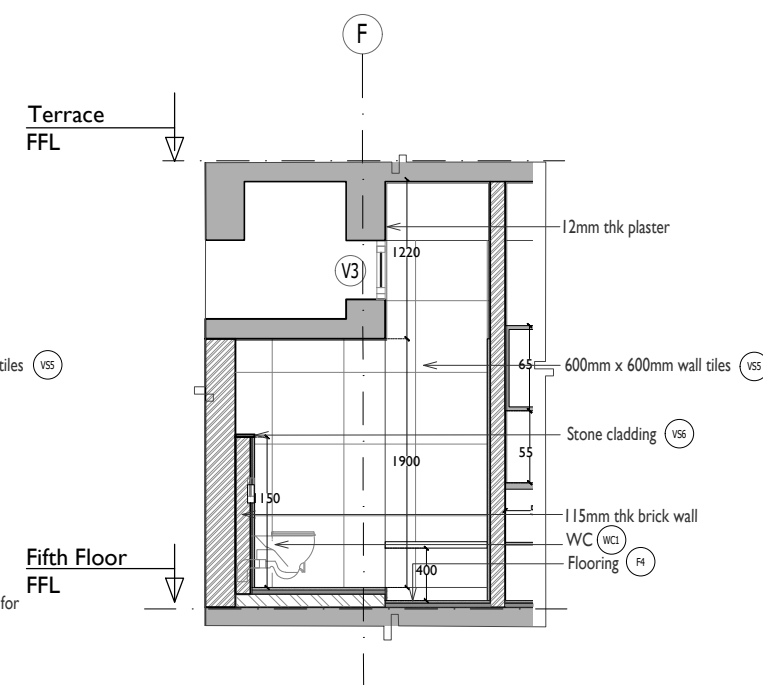 F
Terrace
FFL
12mm thk plaster
1220
V3
tiles VS5
65
600mm x 600mm wall tiles VS5
Stone cladding VS6
55
1900
1150
115mm thk brick wall
WC WC1
Fifth Floor
Flooring F4
400
FFL
for